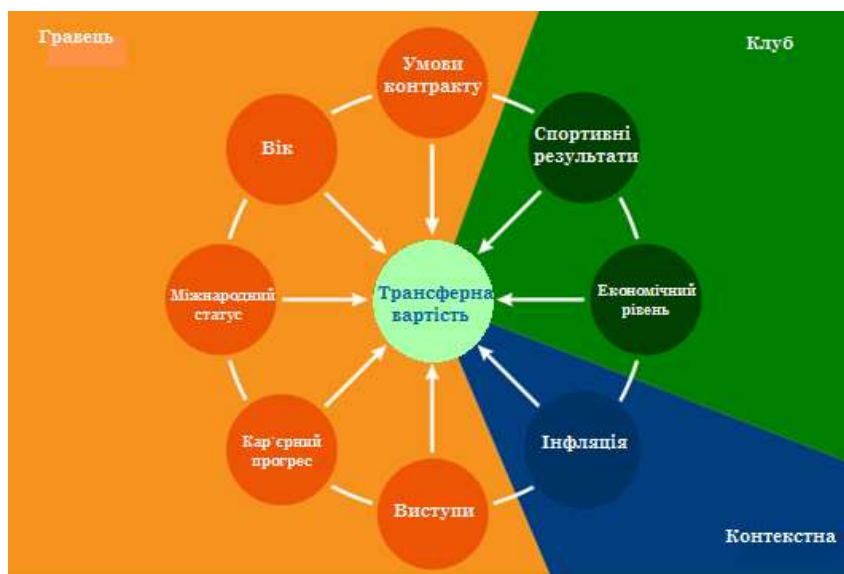 Гравець
Клуб
Умови
контракту
Вік
Спортивні
результати
Міжнародний
статус
Трансферна
вартість
Економічний
рівень
Кар`єрний
прогрес
Інфляція
Виступи
Контекстна